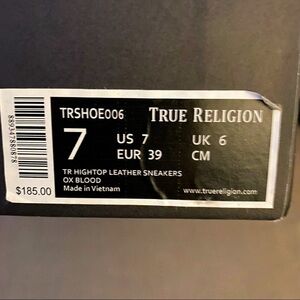 TRSHOE006 TRUE RELIGION
7 US 7 UK 6
EUR 39 CM
TR HIGHTOP LEATHER SNEAKERS
OX BLOOD
Made in Vietnam www.truereligion.com
$185.00